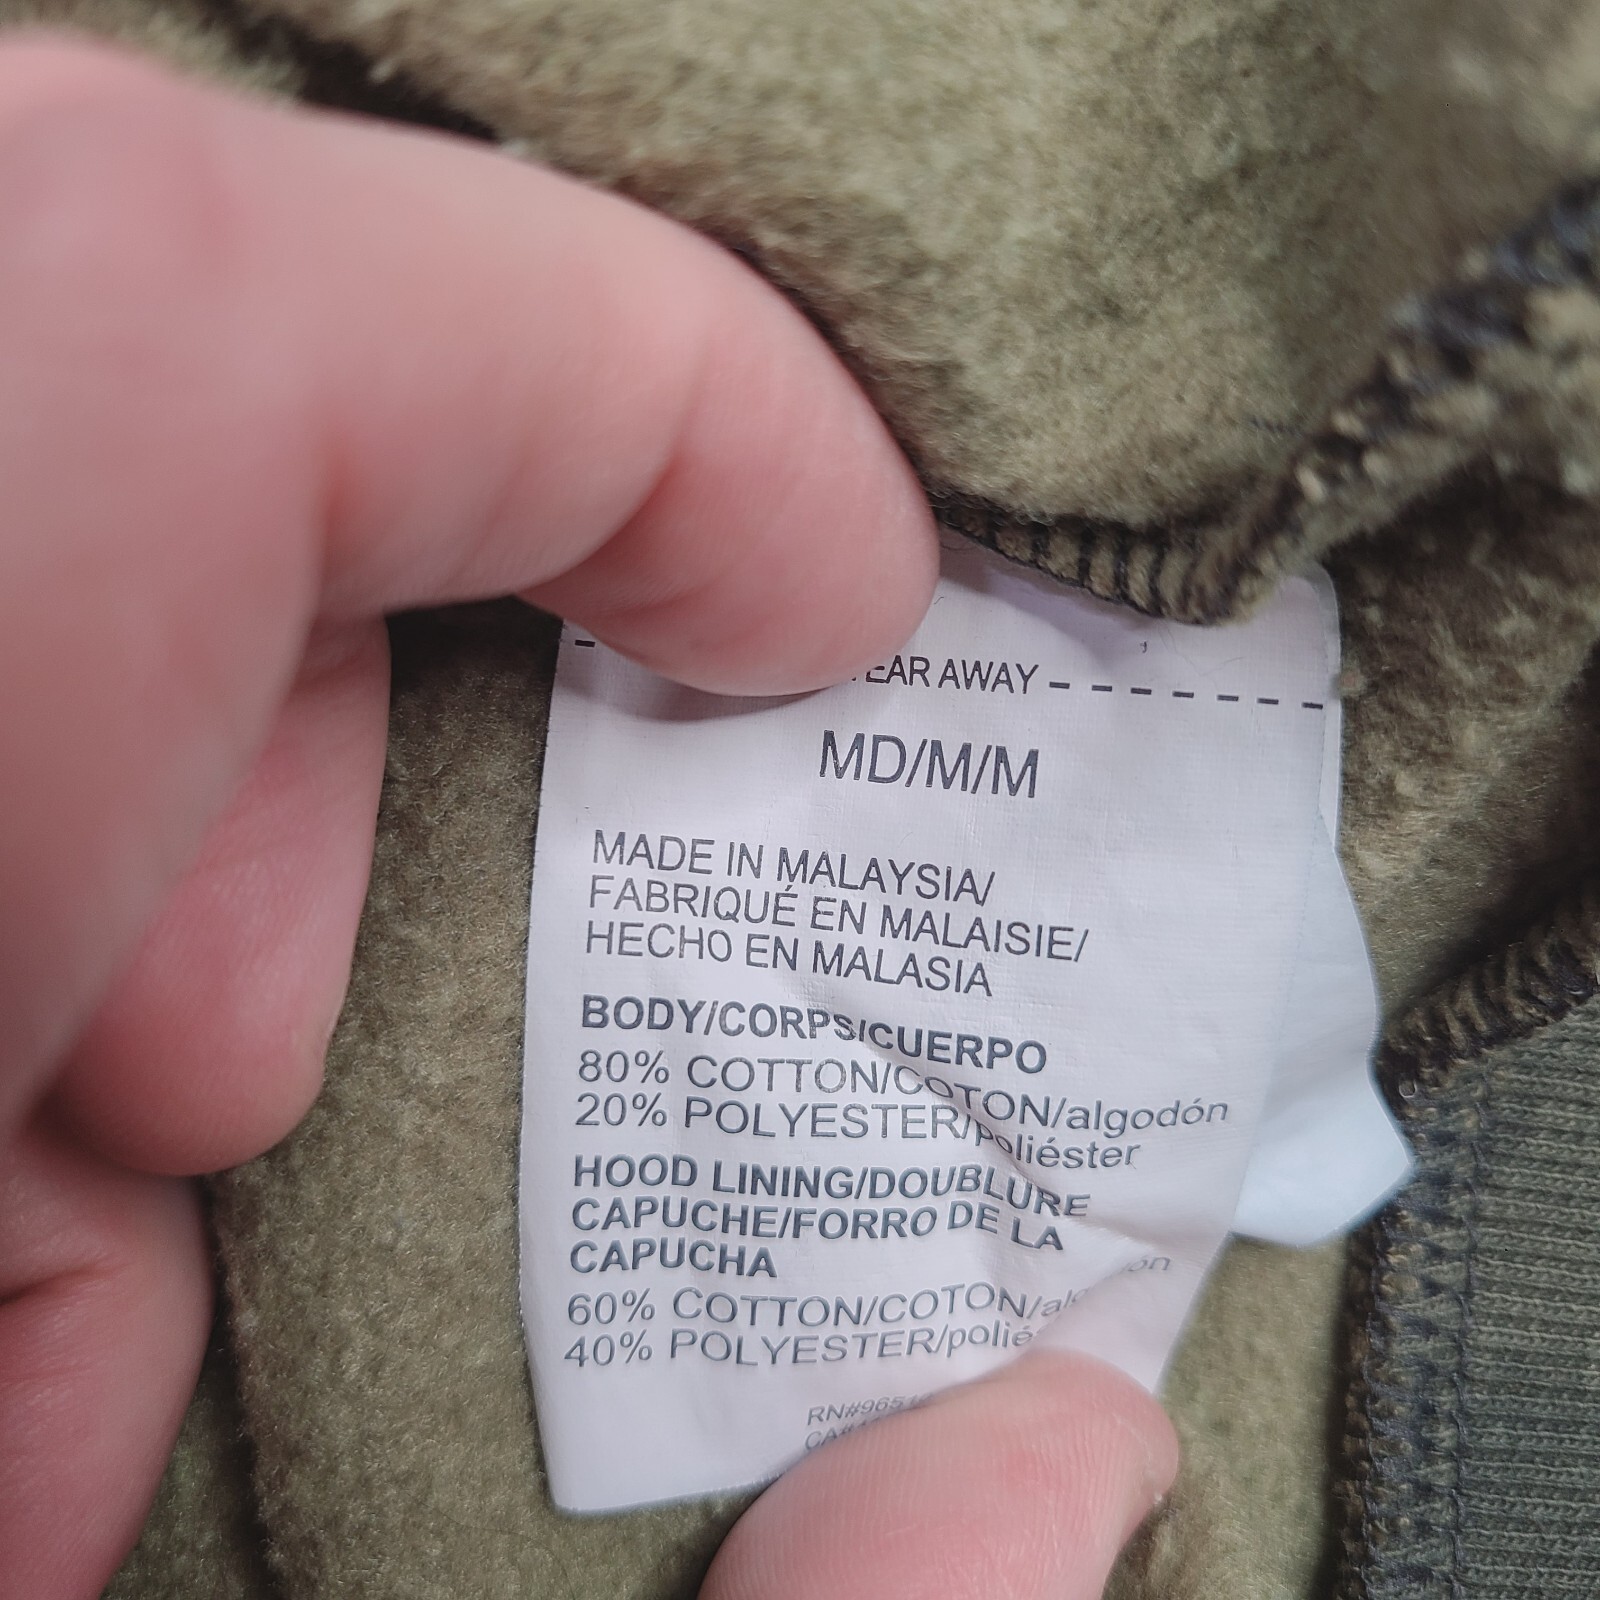 AWAY
MD/M/M
MADE IN MALAYSIA/
FABRIQUÉ EN MALAISIE/
HECHO EN MALASIA
BODY/CORPS/CUERPO
80% COTTON/COTON/algodón
20% POLYESTER/poliéster
HOOD LINING/DOUBLURE
CAPUCHE/FORRO DE LA
CAPUCHA
60% COTTON/COTON/
40% POLYESTER/